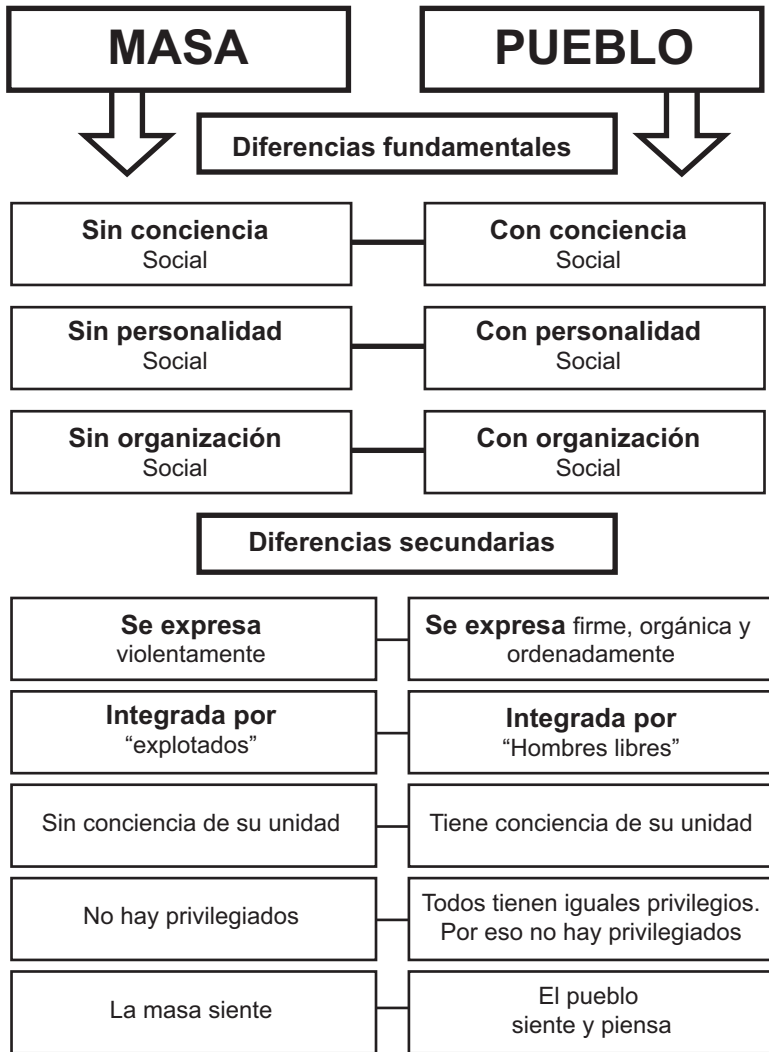 MASA
PUEBLO
Diferencias fundamentales
Sin conciencia
Social
Con conciencia
Social
Sin personalidad
Social
Con personalidad
Social
Sin organización
Social
Con organización
Social
Diferencias secundarias
Se expresa
violentamente
Se expresa firme, orgánica y
ordenadamente
Integrada por
“explotados”
Integrada por
“Hombres libres”
Sin conciencia de su unidad
Tiene conciencia de su unidad
No hay privilegiados
Todos tienen iguales privilegios.
Por eso no hay privilegiados
La masa siente
El pueblo
siente y piensa